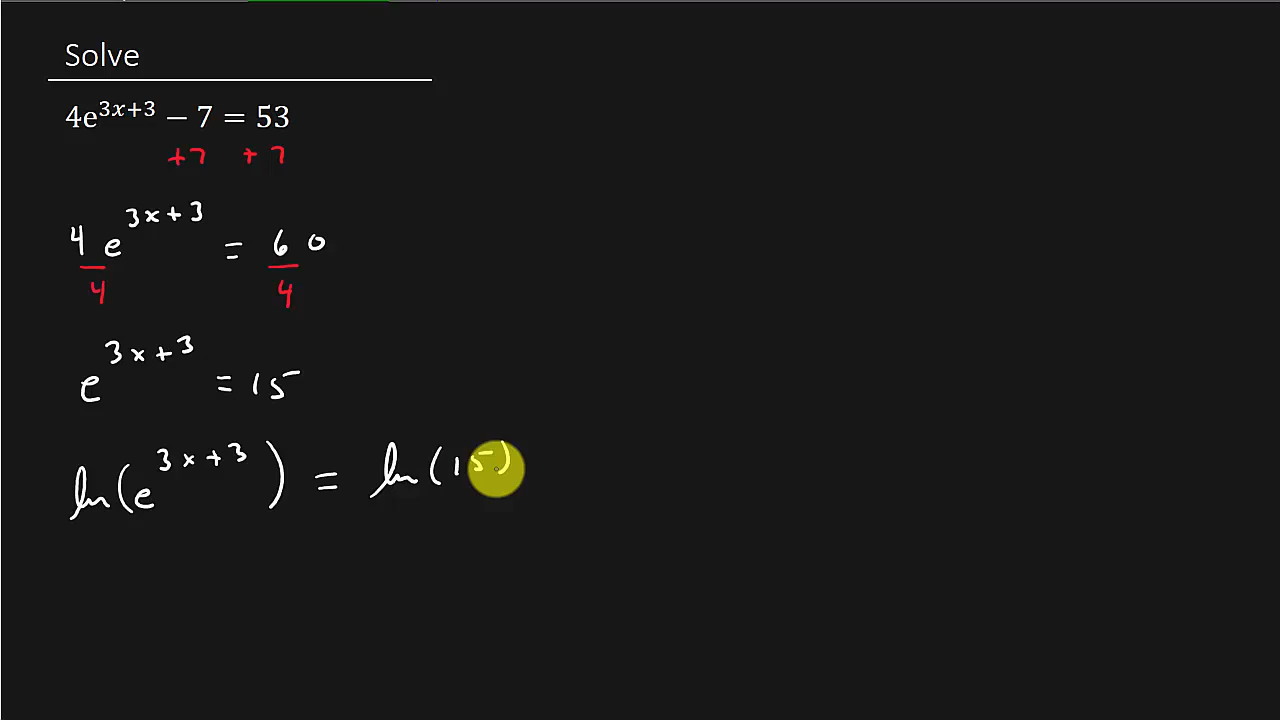 Solve
4e^{3x+3} − 7 = 53
+7 +7
4e^{3x+3} = 60
4 4
e^{3x+3} = 15
ln(e^{3x+3}) = ln(15)